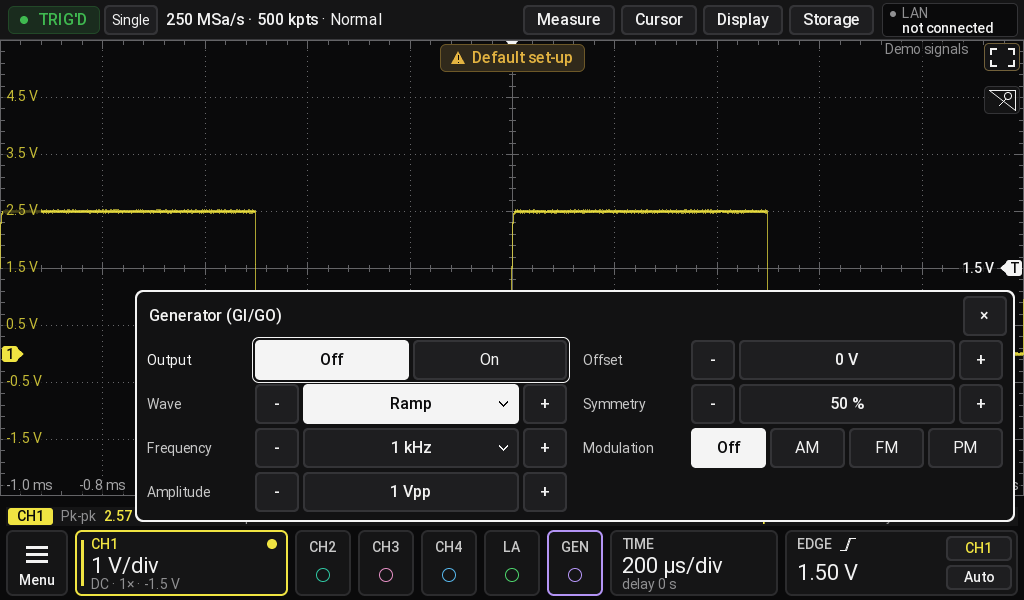 TRIG'D
Single
250 MSa/s · 500 kpts · Normal
Measure
Cursor
Display
Storage
LAN
not connected
Demo signals
Default set-up
4.5 V
3.5 V
2.5 V
1.5 V
1.5 V
T
0.5 V
1
-0.5 V
-1.5 V
-1.0 ms
-0.8 ms
Generator (GI/GO)
×
Output
Off
On
Offset
-
0 V
+
Wave
-
Ramp
+
Symmetry
-
50 %
+
Frequency
-
1 kHz
+
Modulation
Off
AM
FM
PM
Amplitude
-
1 Vpp
+
CH1
Pk-pk
2.57
Menu
CH1
1 V/div
DC · 1× · -1.5 V
CH2
CH3
CH4
LA
GEN
TIME
200 µs/div
delay 0 s
EDGE
1.50 V
CH1
Auto